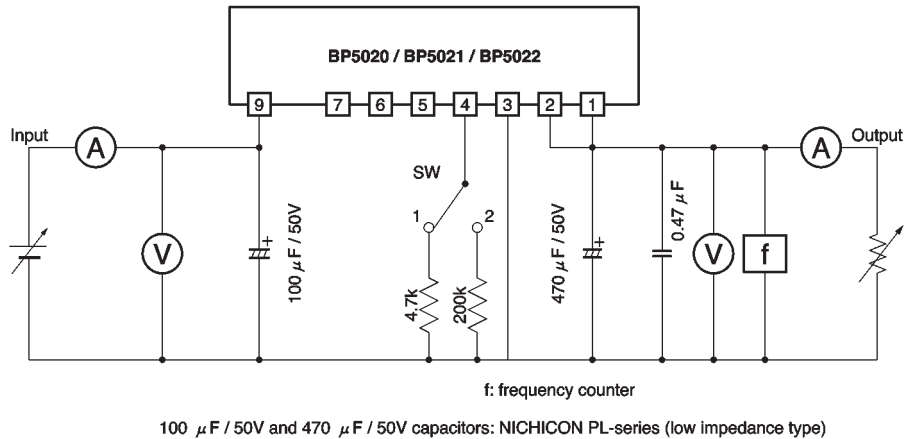 BP5020 / BP5021 / BP5022
9 7 6 5 4 3 2 1
Input
A
A
Output
SW
1
2
V
100 μF / 50V
+
4.7k
200k
470 μF / 50V
+
0.47 μF
V
f
f: frequency counter
100 μF / 50V and 470 μF / 50V capacitors: NICHICON PL-series (low impedance type)